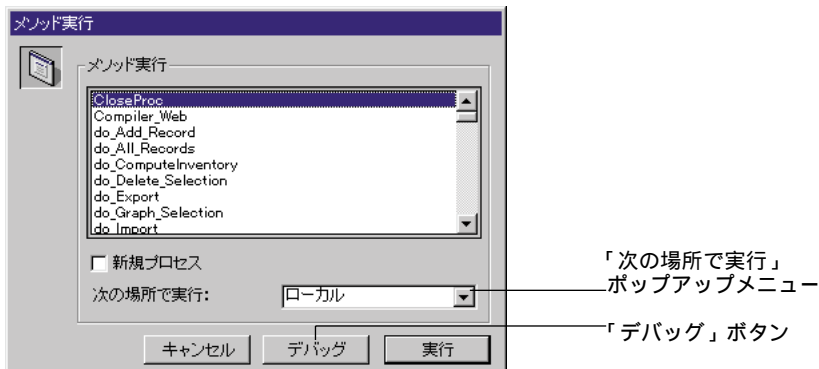 メソッド実行
メソッド実行
CloseProc
Compiler_Web
do_Add_Record
do_All_Records
do_ComputeInventory
do_Delete_Selection
do_Export
do_Graph_Selection
do_Import
新規プロセス
次の場所で実行: ローカル
キャンセル デバッグ 実行
「次の場所で実行」
ポップアップメニュー
「デバッグ」ボタン